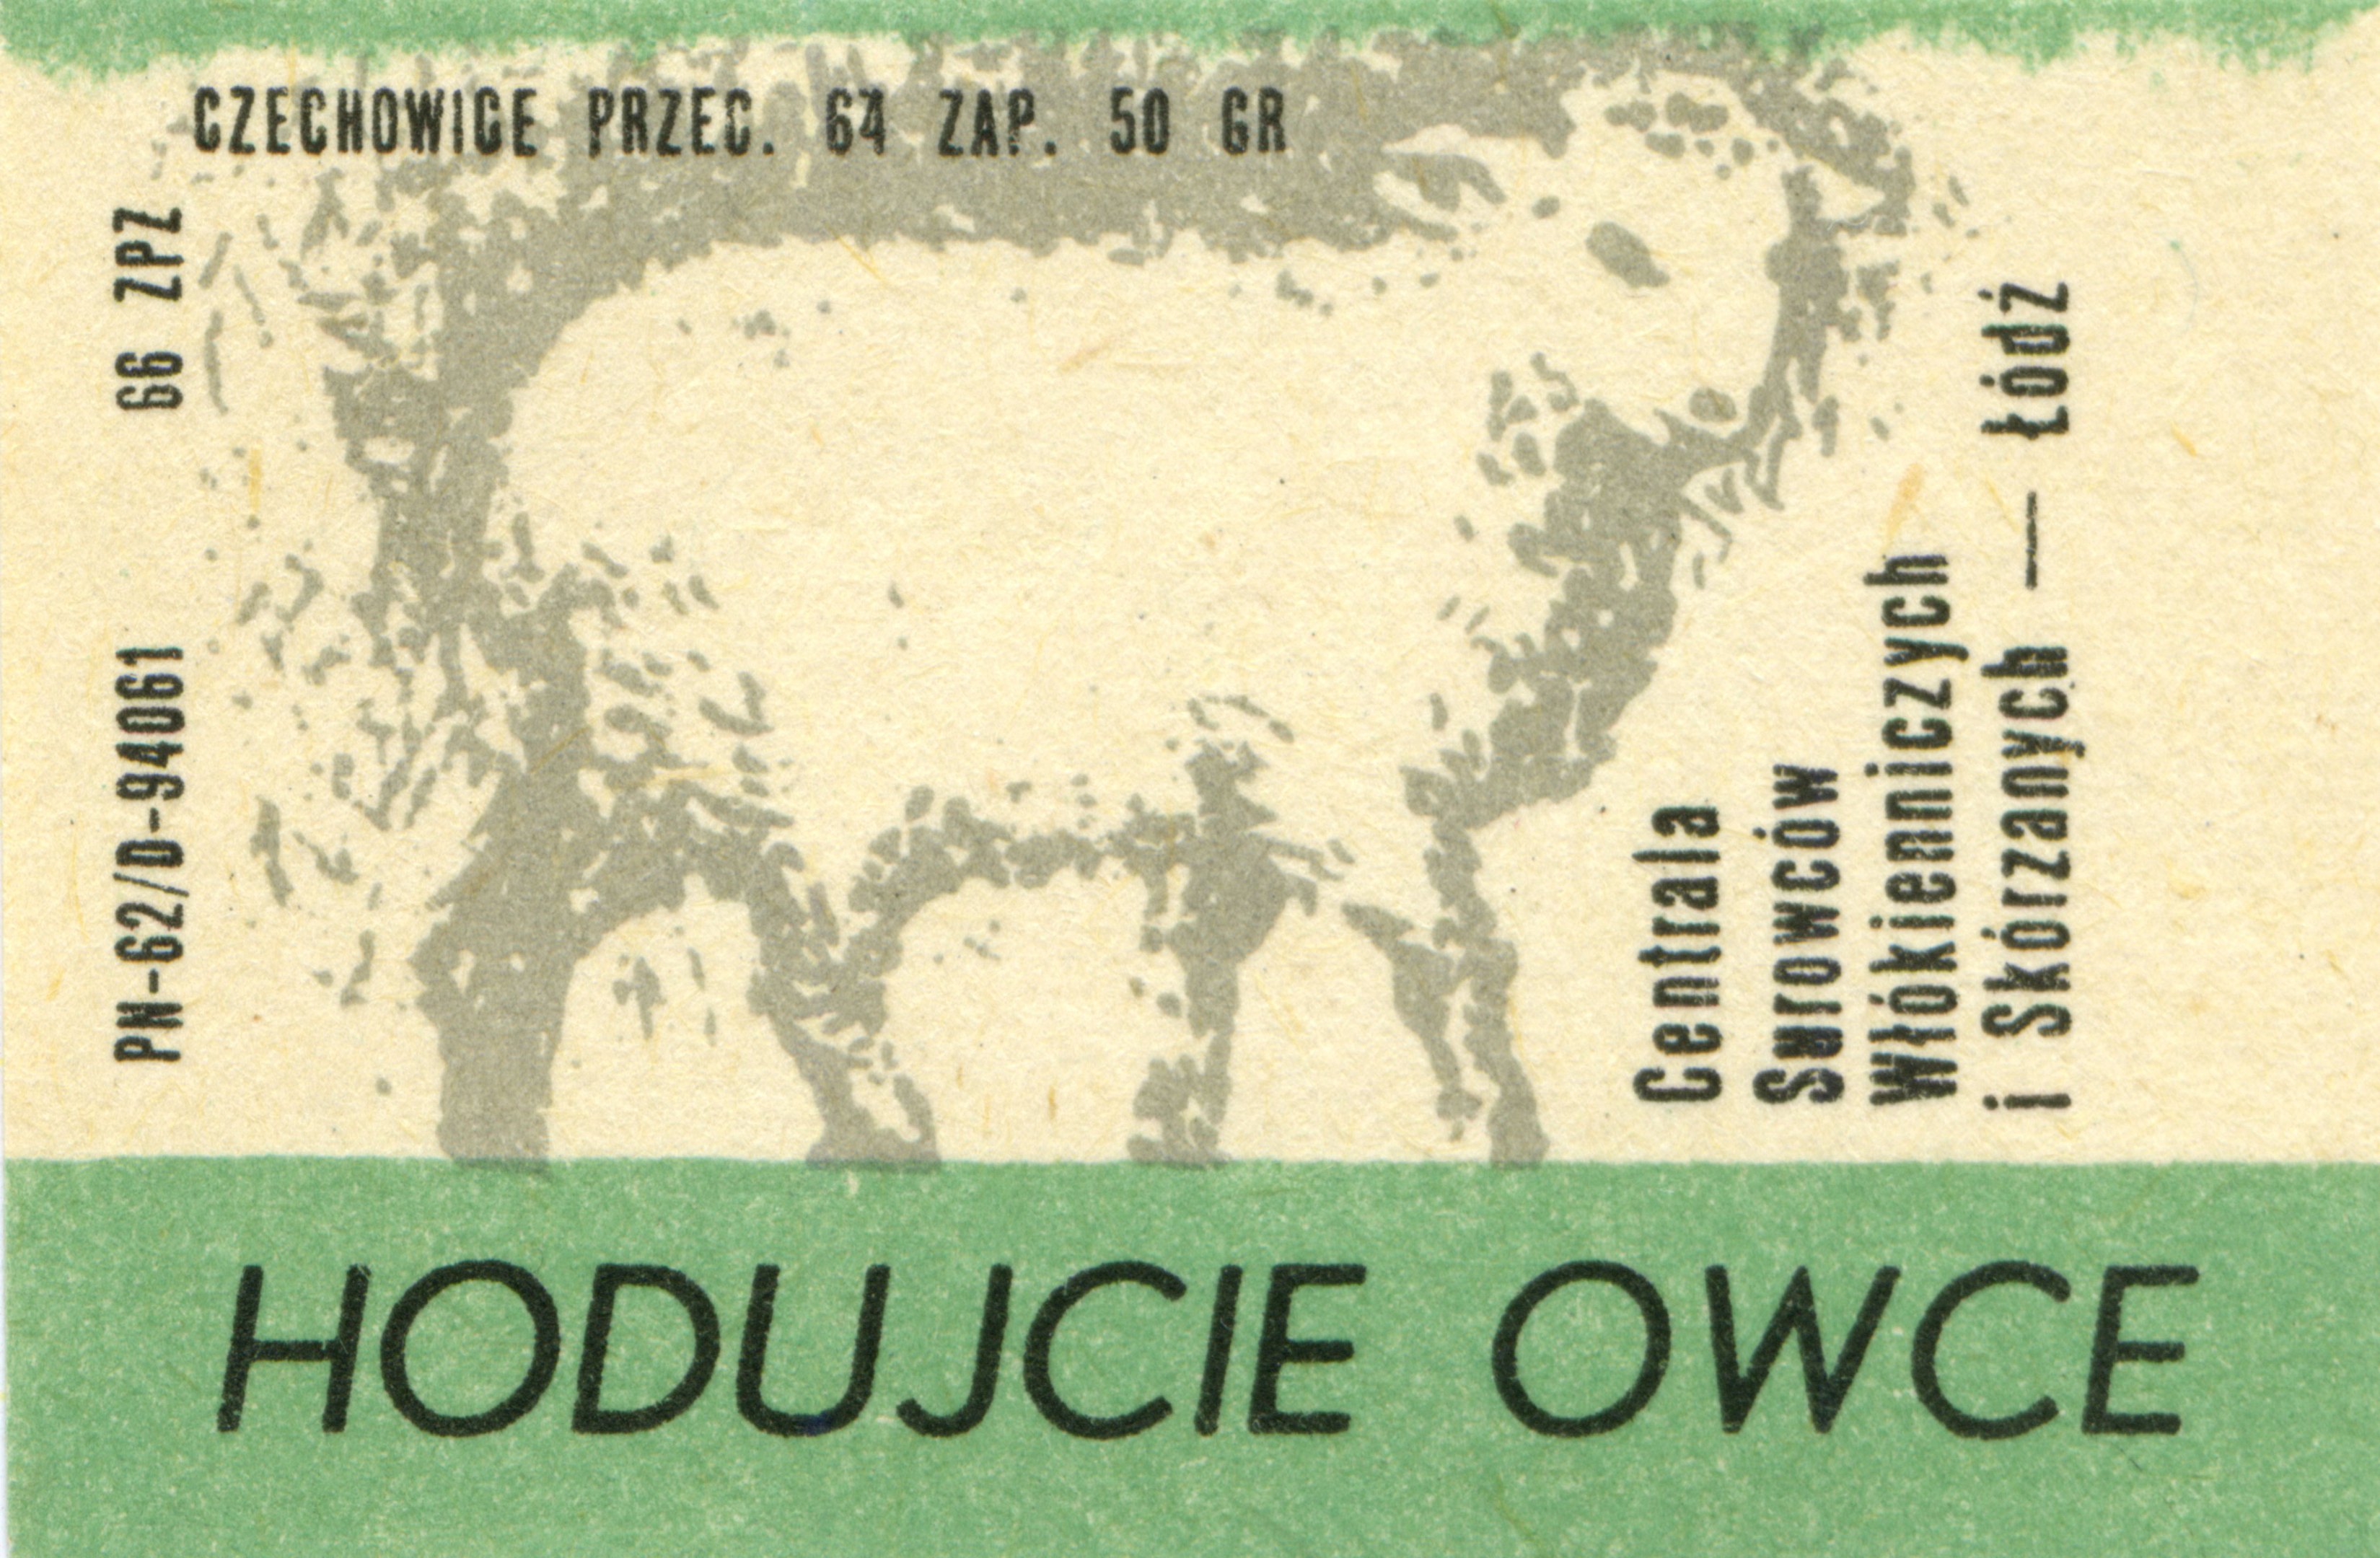 CZECHOWICE PRZEC. 64 ZAP. 50 GR
66 ZPZ
PN-62/D-94061
Centrala
Surowców
Włókienniczych
i Skórzanych — Łódź
HODUJCIE OWCE